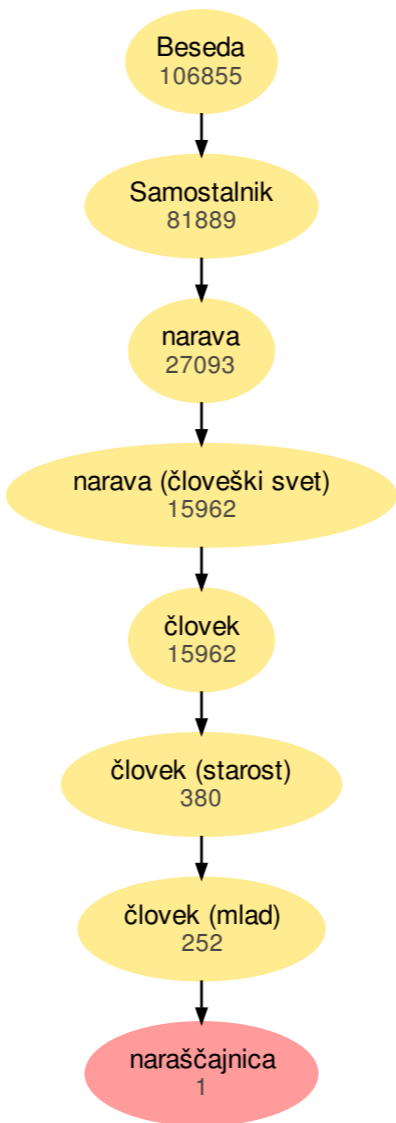 Beseda
106855
Samostalnik
81889
narava
27093
narava (človeški svet)
15962
človek
15962
človek (starost)
380
človek (mlad)
252
naraščajnica
1